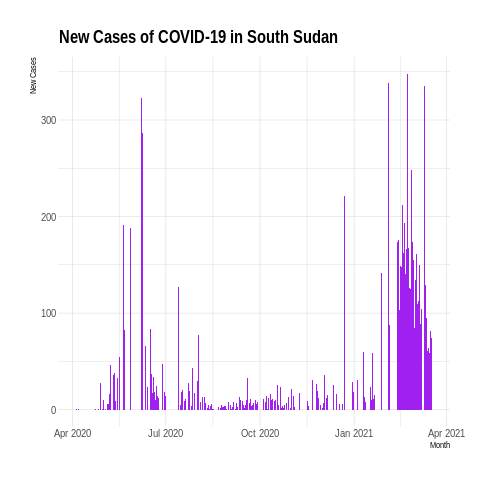 New Cases of COVID-19 in South Sudan
New Cases
300
200
100
0
Apr 2020 Jul 2020 Oct 2020 Jan 2021 Apr 2021
Month